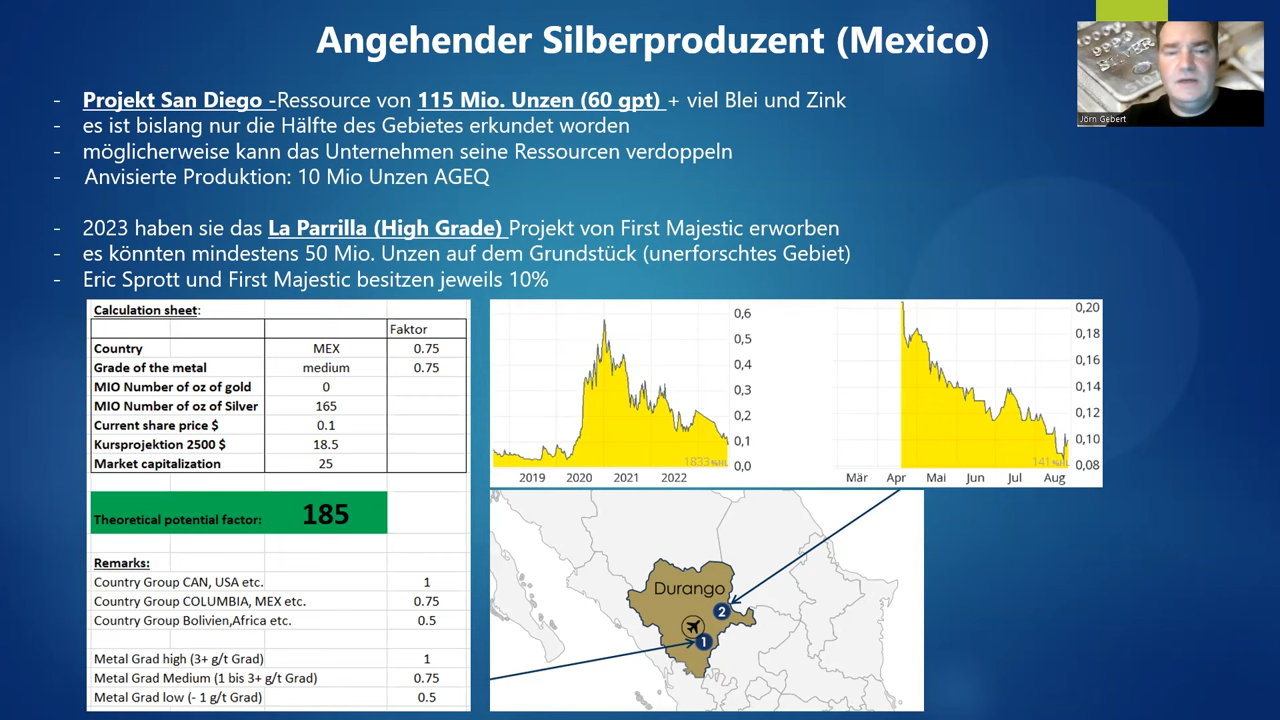 Angehender Silberproduzent (Mexico)
Jörn Gebert
- Projekt San Diego -Ressource von 115 Mio. Unzen (60 gpt) + viel Blei und Zink
- es ist bislang nur die Hälfte des Gebietes erkundet worden
- möglicherweise kann das Unternehmen seine Ressourcen verdoppeln
- Anvisierte Produktion: 10 Mio Unzen AGEQ
- 2023 haben sie das La Parrilla (High Grade) Projekt von First Majestic erworben
- es könnten mindestens 50 Mio. Unzen auf dem Grundstück (unerforschtes Gebiet)
- Eric Sprott und First Majestic besitzen jeweils 10%
Calculation sheet:
Faktor
Country MEX 0.75
Grade of the metal medium 0.75
MIO Number of oz of gold 0
MIO Number of oz of Silver 165
Current share price $ 0.1
Kursprojektion 2500 $ 18.5
Market capitalization 25
Theoretical potential factor: 185
Remarks:
Country Group CAN, USA etc. 1
Country Group COLUMBIA, MEX etc. 0.75
Country Group Bolivien,Africa etc. 0.5
Metal Grad high (3+ g/t Grad) 1
Metal Grad Medium (1 bis 3+ g/t Grad) 0.75
Metal Grad low (- 1 g/t Grad) 0.5
0,6
0,5
0,4
0,3
0,2
0,1
0,0
2019 2020 2021 2022
0,20
0,18
0,16
0,14
0,12
0,10
0,08
Mär Apr Mai Jun Jul Aug
Durango
2
1